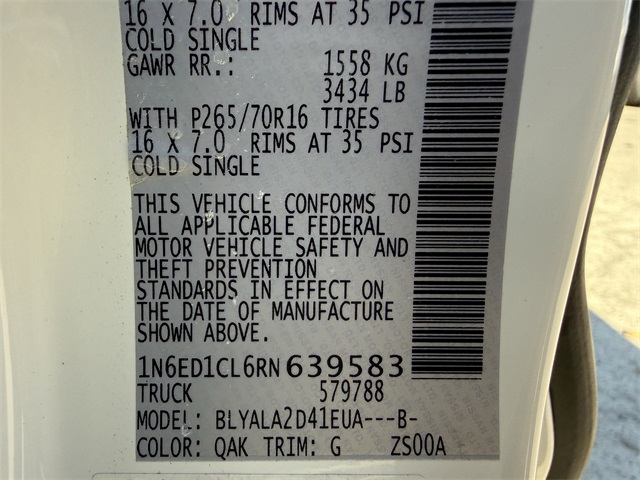 16 X 7.0 RIMS AT 35 PSI
COLD SINGLE
GAWR RR.: 1558 KG
3434 LB
WITH P265/70R16 TIRES
16 X 7.0 RIMS AT 35 PSI
COLD SINGLE
THIS VEHICLE CONFORMS TO
ALL APPLICABLE FEDERAL
MOTOR VEHICLE SAFETY AND
THEFT PREVENTION
STANDARDS IN EFFECT ON
THE DATE OF MANUFACTURE
SHOWN ABOVE.
1N6ED1CL6RN639583
TRUCK 579788
MODEL: BLYALA2D41EUA---B-
COLOR: QAK TRIM: G ZS00A